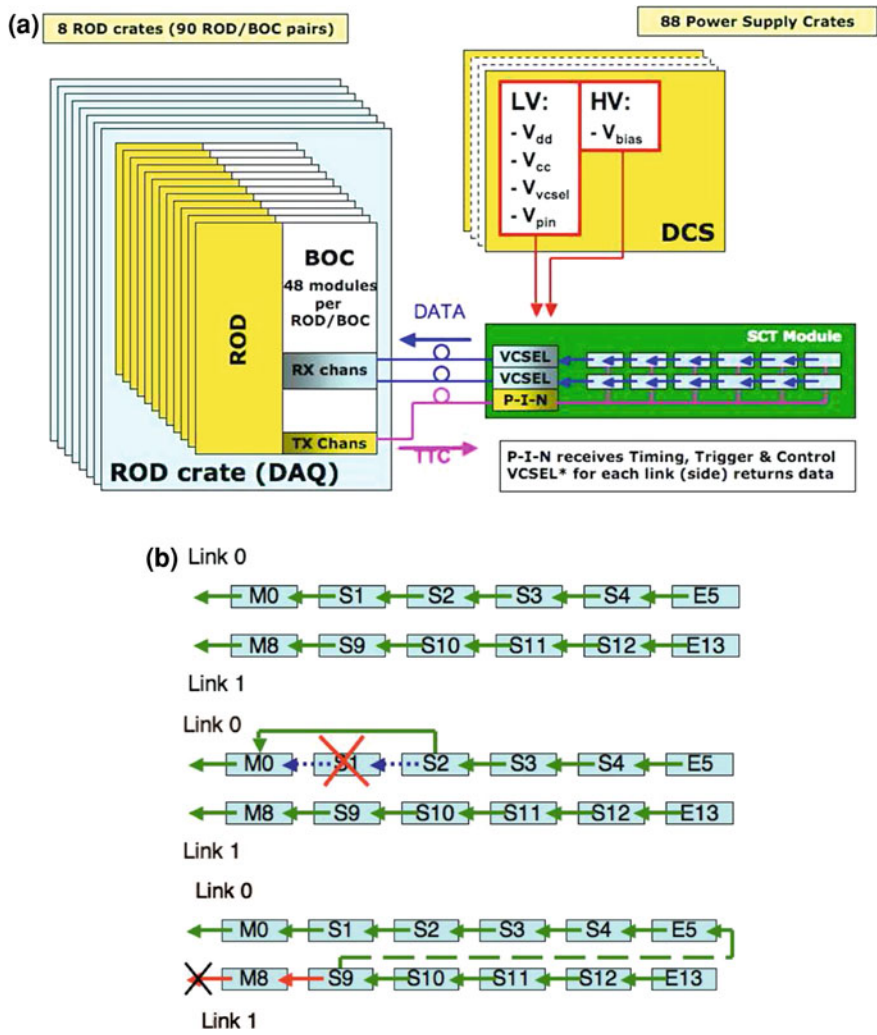 (a)
8 ROD crates (90 ROD/BOC pairs)
88 Power Supply Crates
LV:
- Vdd
- Vcc
- Vvcsel
- Vpin
HV:
- Vbias
DCS
ROD
BOC
48 modules
per
ROD/BOC
RX chans
TX Chans
ROD crate (DAQ)
DATA
TTC
SCT Module
VCSEL
VCSEL
P-I-N
P-I-N receives Timing, Trigger & Control
VCSEL* for each link (side) returns data
(b)
Link 0
M0 S1 S2 S3 S4 E5
M8 S9 S10 S11 S12 E13
Link 1
Link 0
M0 S1 S2 S3 S4 E5
M8 S9 S10 S11 S12 E13
Link 1
Link 0
M0 S1 S2 S3 S4 E5
M8 S9 S10 S11 S12 E13
Link 1